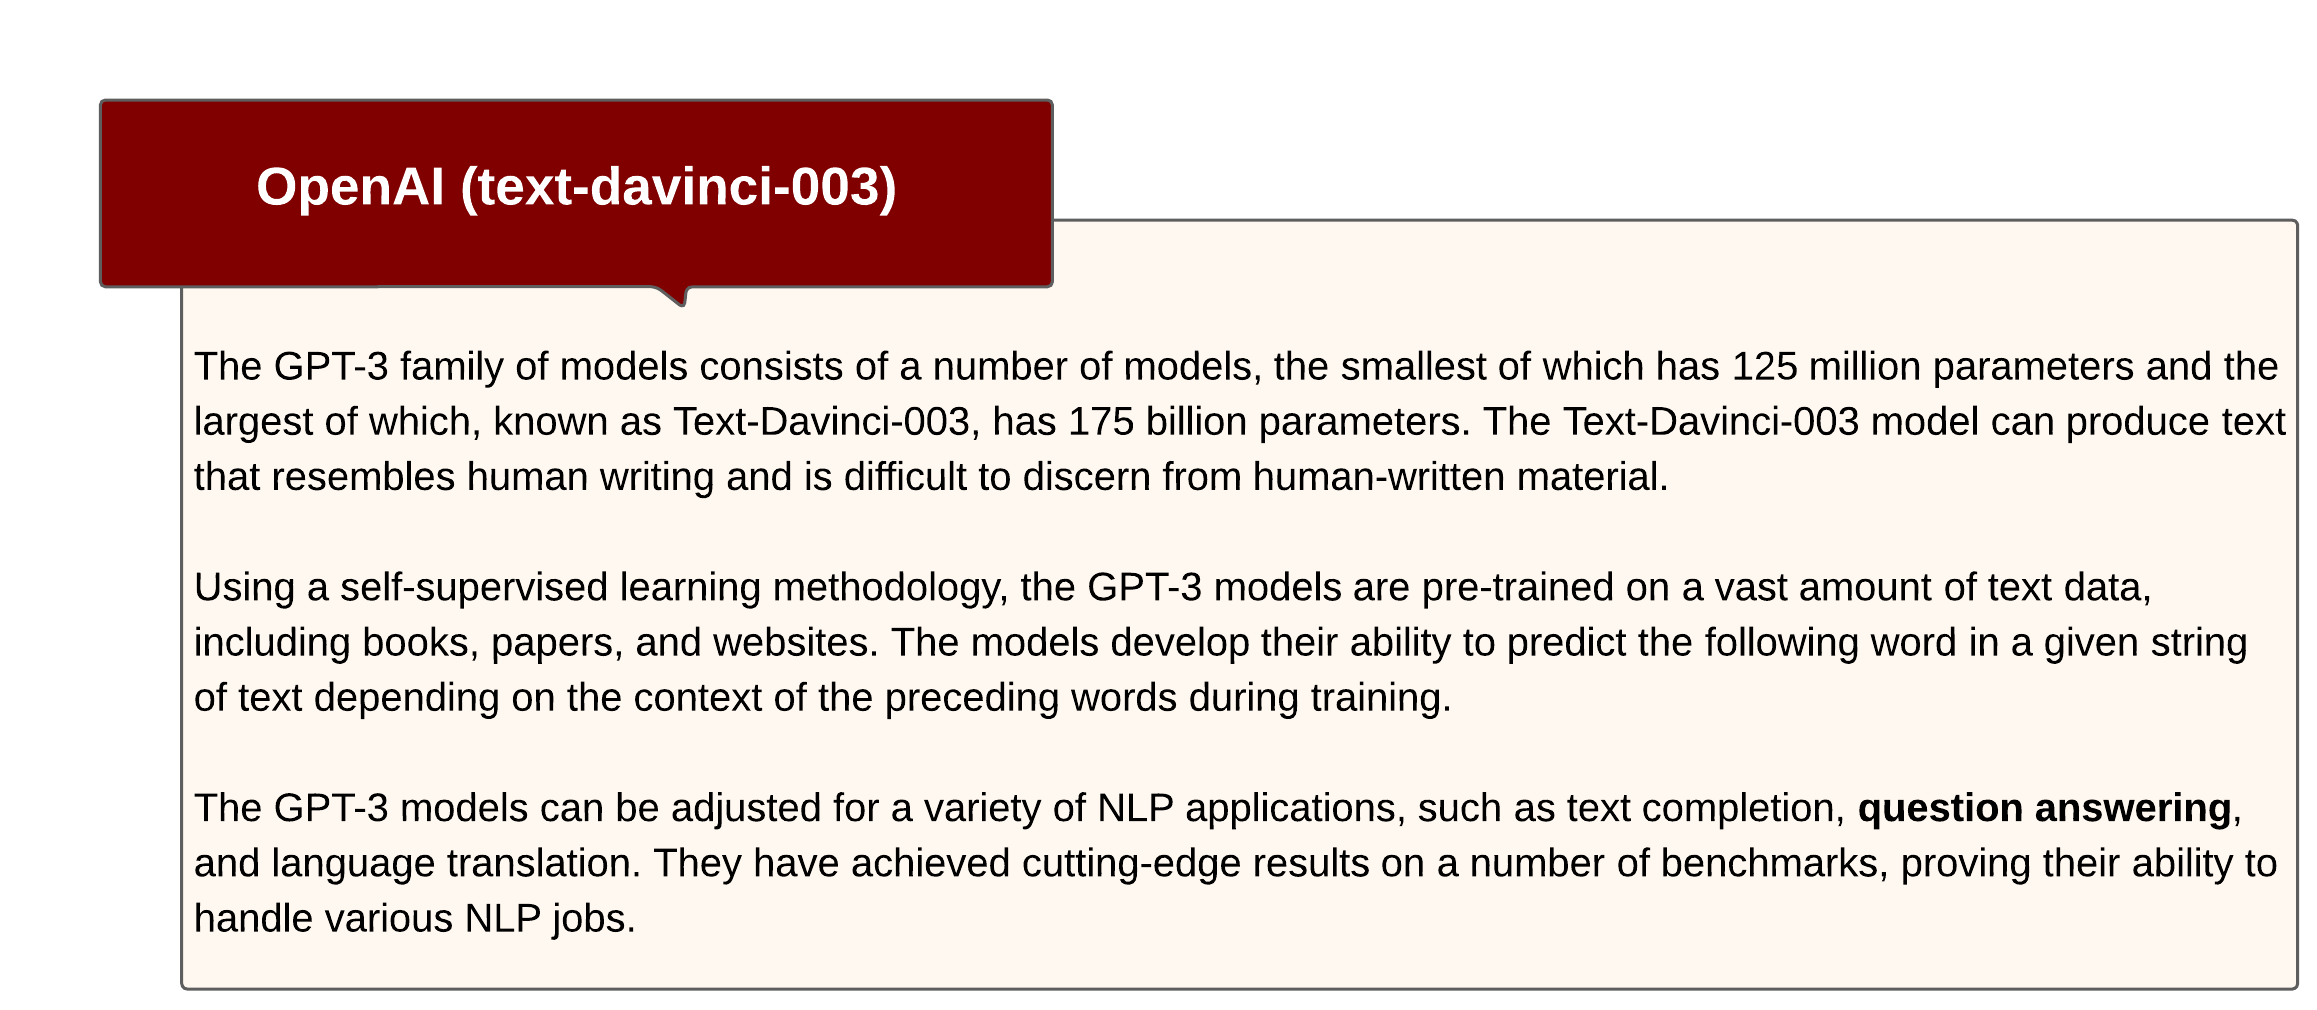 OpenAI (text-davinci-003)
The GPT-3 family of models consists of a number of models, the smallest of which has 125 million parameters and the
largest of which, known as Text-Davinci-003, has 175 billion parameters. The Text-Davinci-003 model can produce text
that resembles human writing and is difficult to discern from human-written material.
Using a self-supervised learning methodology, the GPT-3 models are pre-trained on a vast amount of text data,
including books, papers, and websites. The models develop their ability to predict the following word in a given string
of text depending on the context of the preceding words during training.
The GPT-3 models can be adjusted for a variety of NLP applications, such as text completion, question answering,
and language translation. They have achieved cutting-edge results on a number of benchmarks, proving their ability to
handle various NLP jobs.